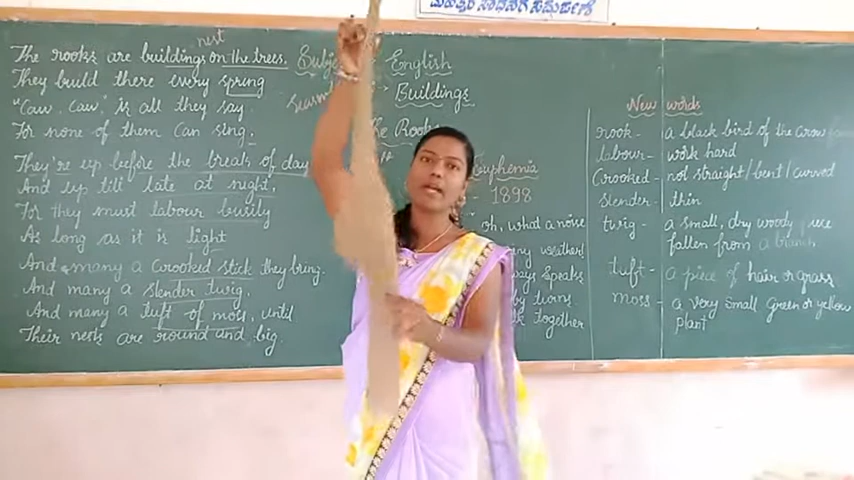 The rooks are building on the trees.
nest
They build there every spring.
"Caw, Caw", is all they say,
For none of them can sing.
They're up before the break of day,
And up till late at night.
For they must labour busily
As long as it is light.
And many a Crooked stick they bring,
And many a slender twig,
And many a tuft of moss, until
Their nests are round and big.
English
Buildings
Rooks
Euphemia
1898
"oh, what a noise
weather!
speaks
by turns,
together
New words
rook - a black bird of the crow
labour - work hard
Crooked - not straight/bent/curved
slender - thin
twig - a small, dry woody piece
fallen from a branch
tuft - a piece of hair or grass
moss - a very small green or yellow
plant